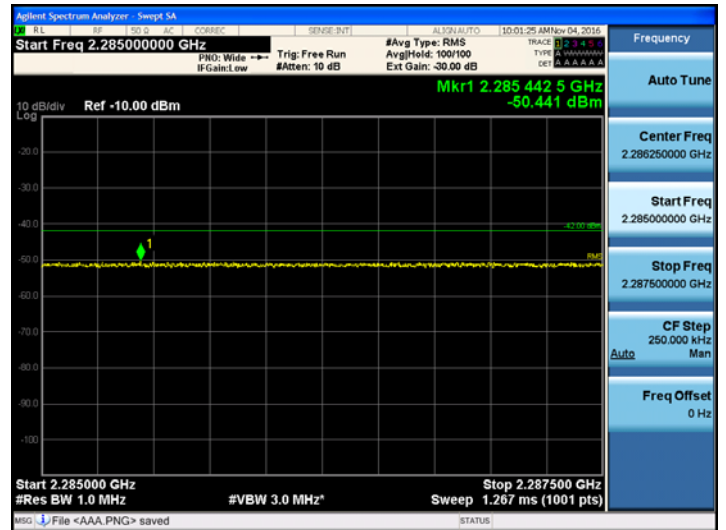 Agilent Spectrum Analyzer - Swept SA
RL RF 50 Ω AC CORREC SENSE:INT ALIGN AUTO 10:01:25 AM Nov 04, 2016
Start Freq 2.285000000 GHz
PNO: Wide
IFGain:Low
Trig: Free Run
#Atten: 10 dB
#Avg Type: RMS
Avg|Hold: 100/100
Ext Gain: -30.00 dB
TRACE 1 2 3 4 5 6
TYPE A WWWWW
DET A A A A A A
Mkr1 2.285 442 5 GHz
-50.441 dBm
10 dB/div Ref -10.00 dBm
Log
-20.0
-30.0
-40.0
-42.00 dBm
1
RMS
-50.0
-60.0
-70.0
-80.0
-90.0
-100
Start 2.285000 GHz
Stop 2.287500 GHz
#Res BW 1.0 MHz
#VBW 3.0 MHz*
Sweep 1.267 ms (1001 pts)
MSG File <AAA.PNG> saved
STATUS
Frequency
Auto Tune
Center Freq
2.286250000 GHz
Start Freq
2.285000000 GHz
Stop Freq
2.287500000 GHz
CF Step
250.000 kHz
Auto Man
Freq Offset
0 Hz